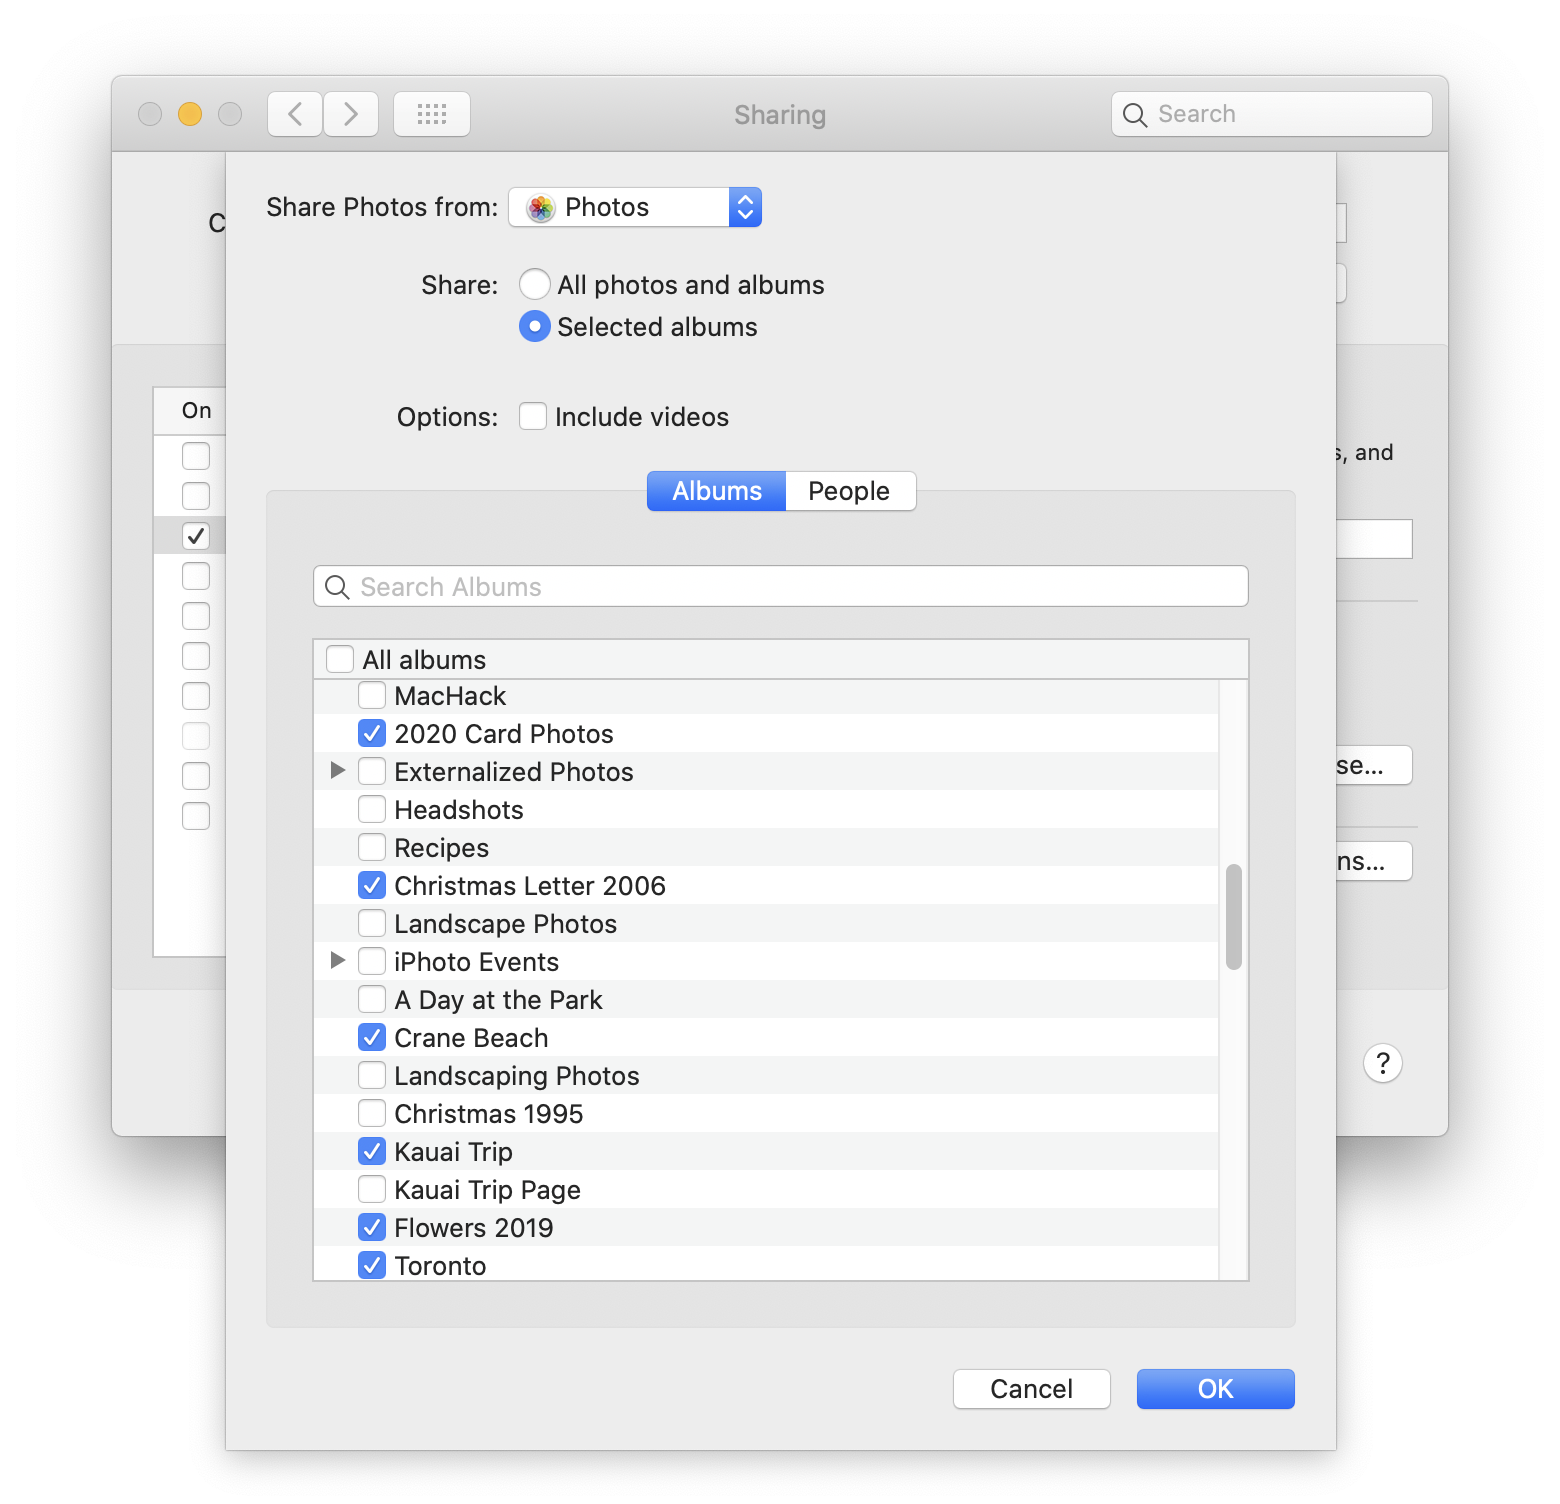 Sharing
Search
Share Photos from: Photos
C
Share: All photos and albums
Selected albums
On
Options: Include videos
s, and
Albums People
Search Albums
All albums
MacHack
2020 Card Photos
Externalized Photos
se...
Headshots
Recipes
ns...
Christmas Letter 2006
Landscape Photos
iPhoto Events
A Day at the Park
Crane Beach
?
Landscaping Photos
Christmas 1995
Kauai Trip
Kauai Trip Page
Flowers 2019
Toronto
Cancel OK